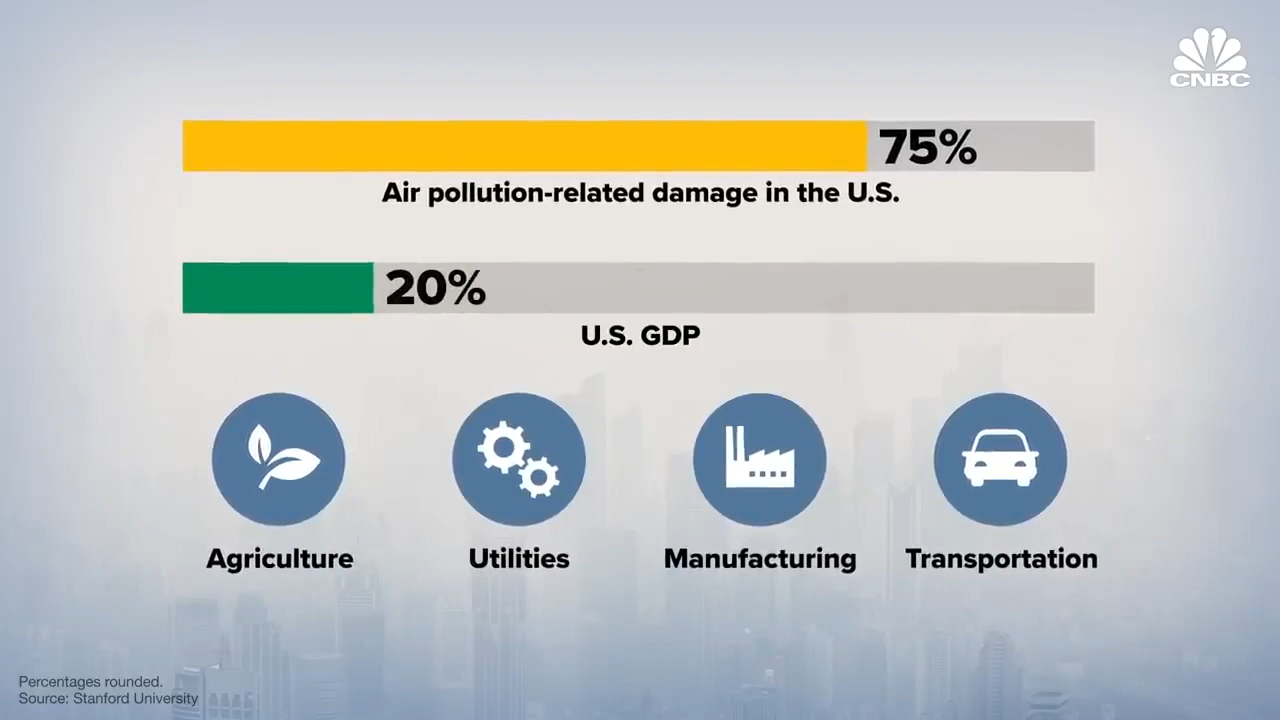 CNBC
75%
Air pollution-related damage in the U.S.
20%
U.S. GDP
Agriculture
Utilities
Manufacturing
Transportation
Percentages rounded.
Source: Stanford University